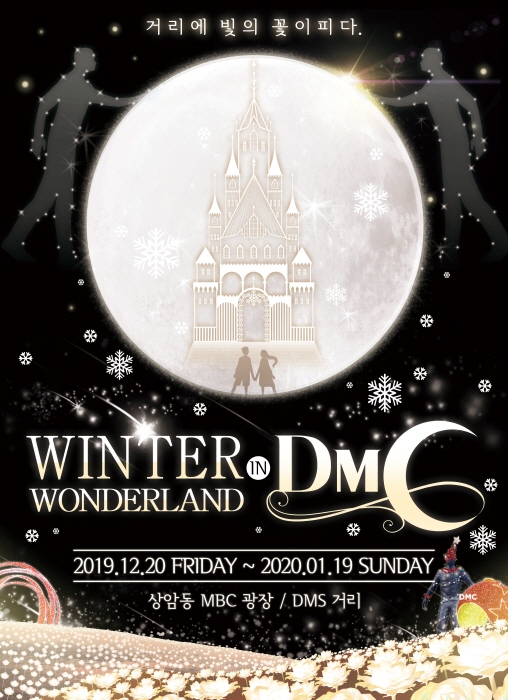 거리에 빛의 꽃이피다.
WINTER IN DMC
WONDERLAND
2019.12.20 FRIDAY ~ 2020.01.19 SUNDAY
상암동 MBC 광장 / DMS 거리
DMC